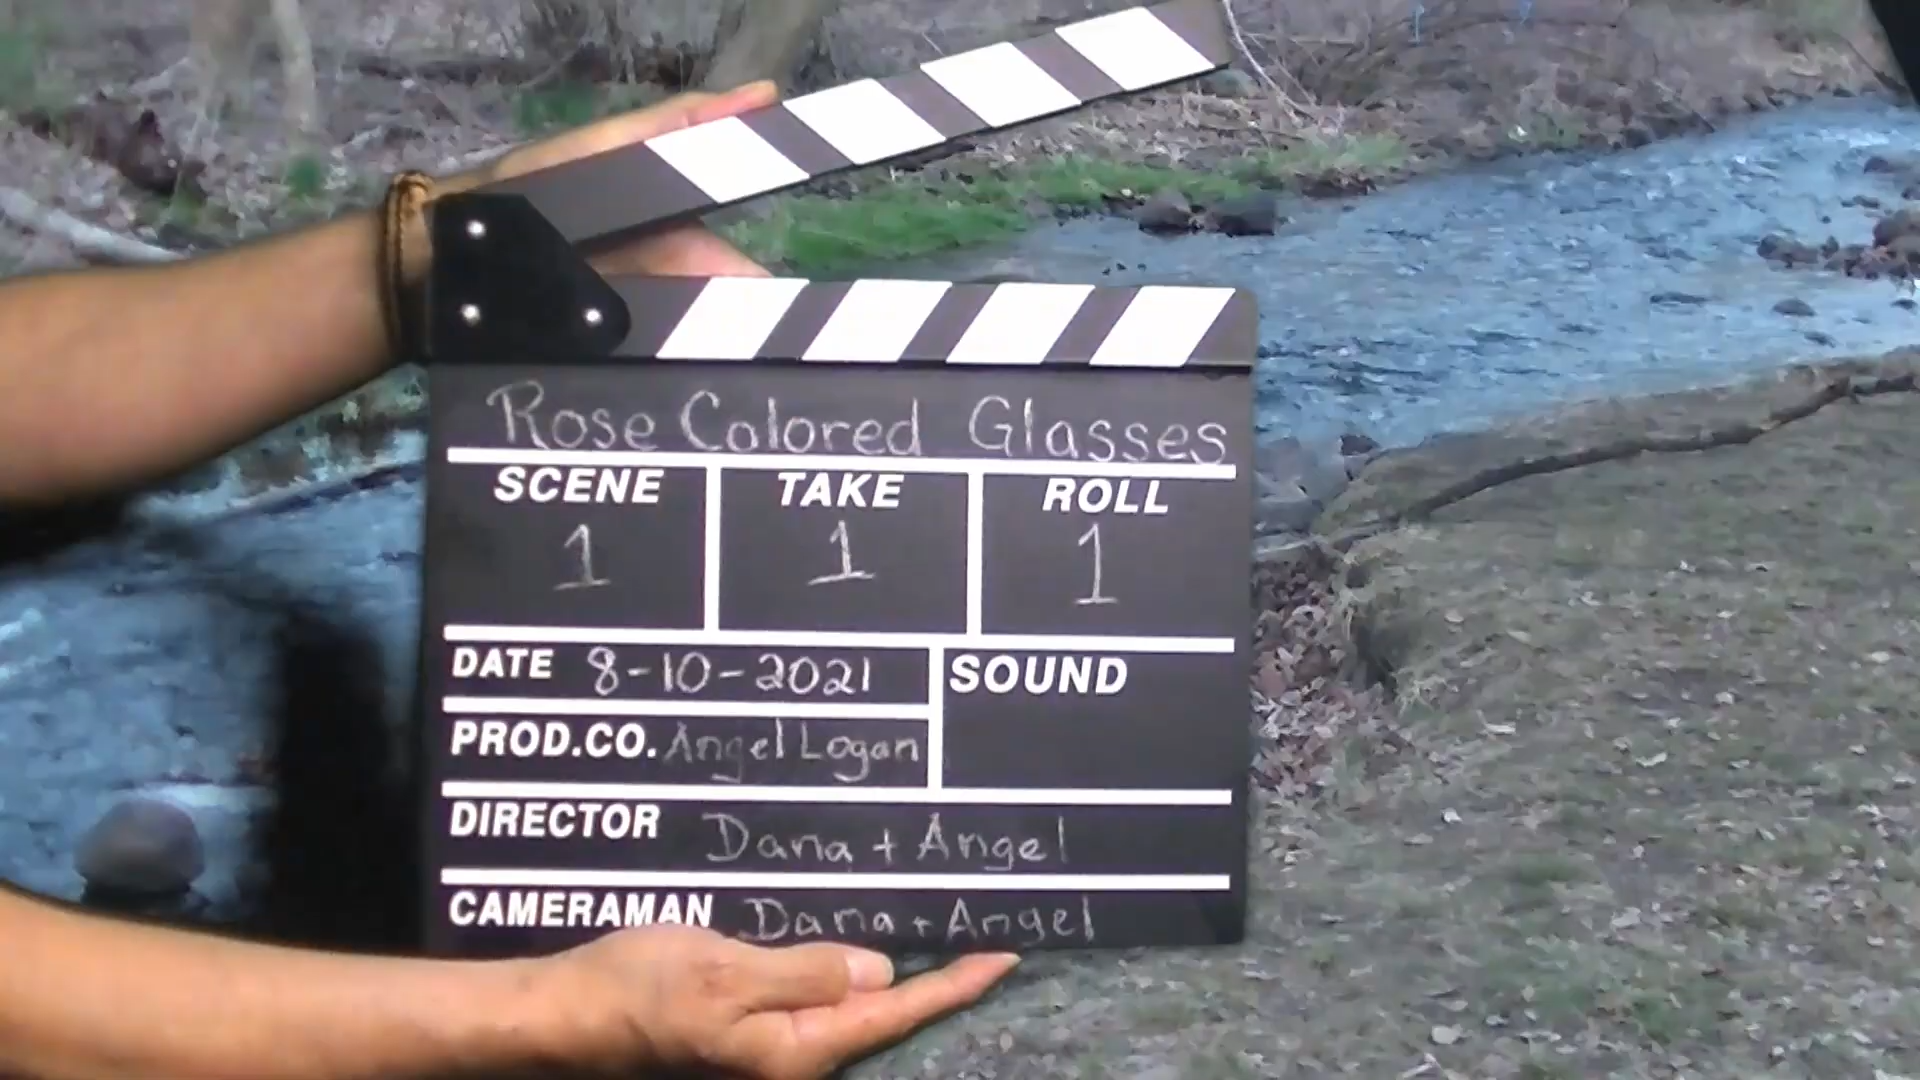 Rose Colored Glasses
SCENE TAKE ROLL
1 1 1
DATE 8-10-2021 SOUND
PROD.CO. Angel Logan
DIRECTOR Dana + Angel
CAMERAMAN Dana + Angel